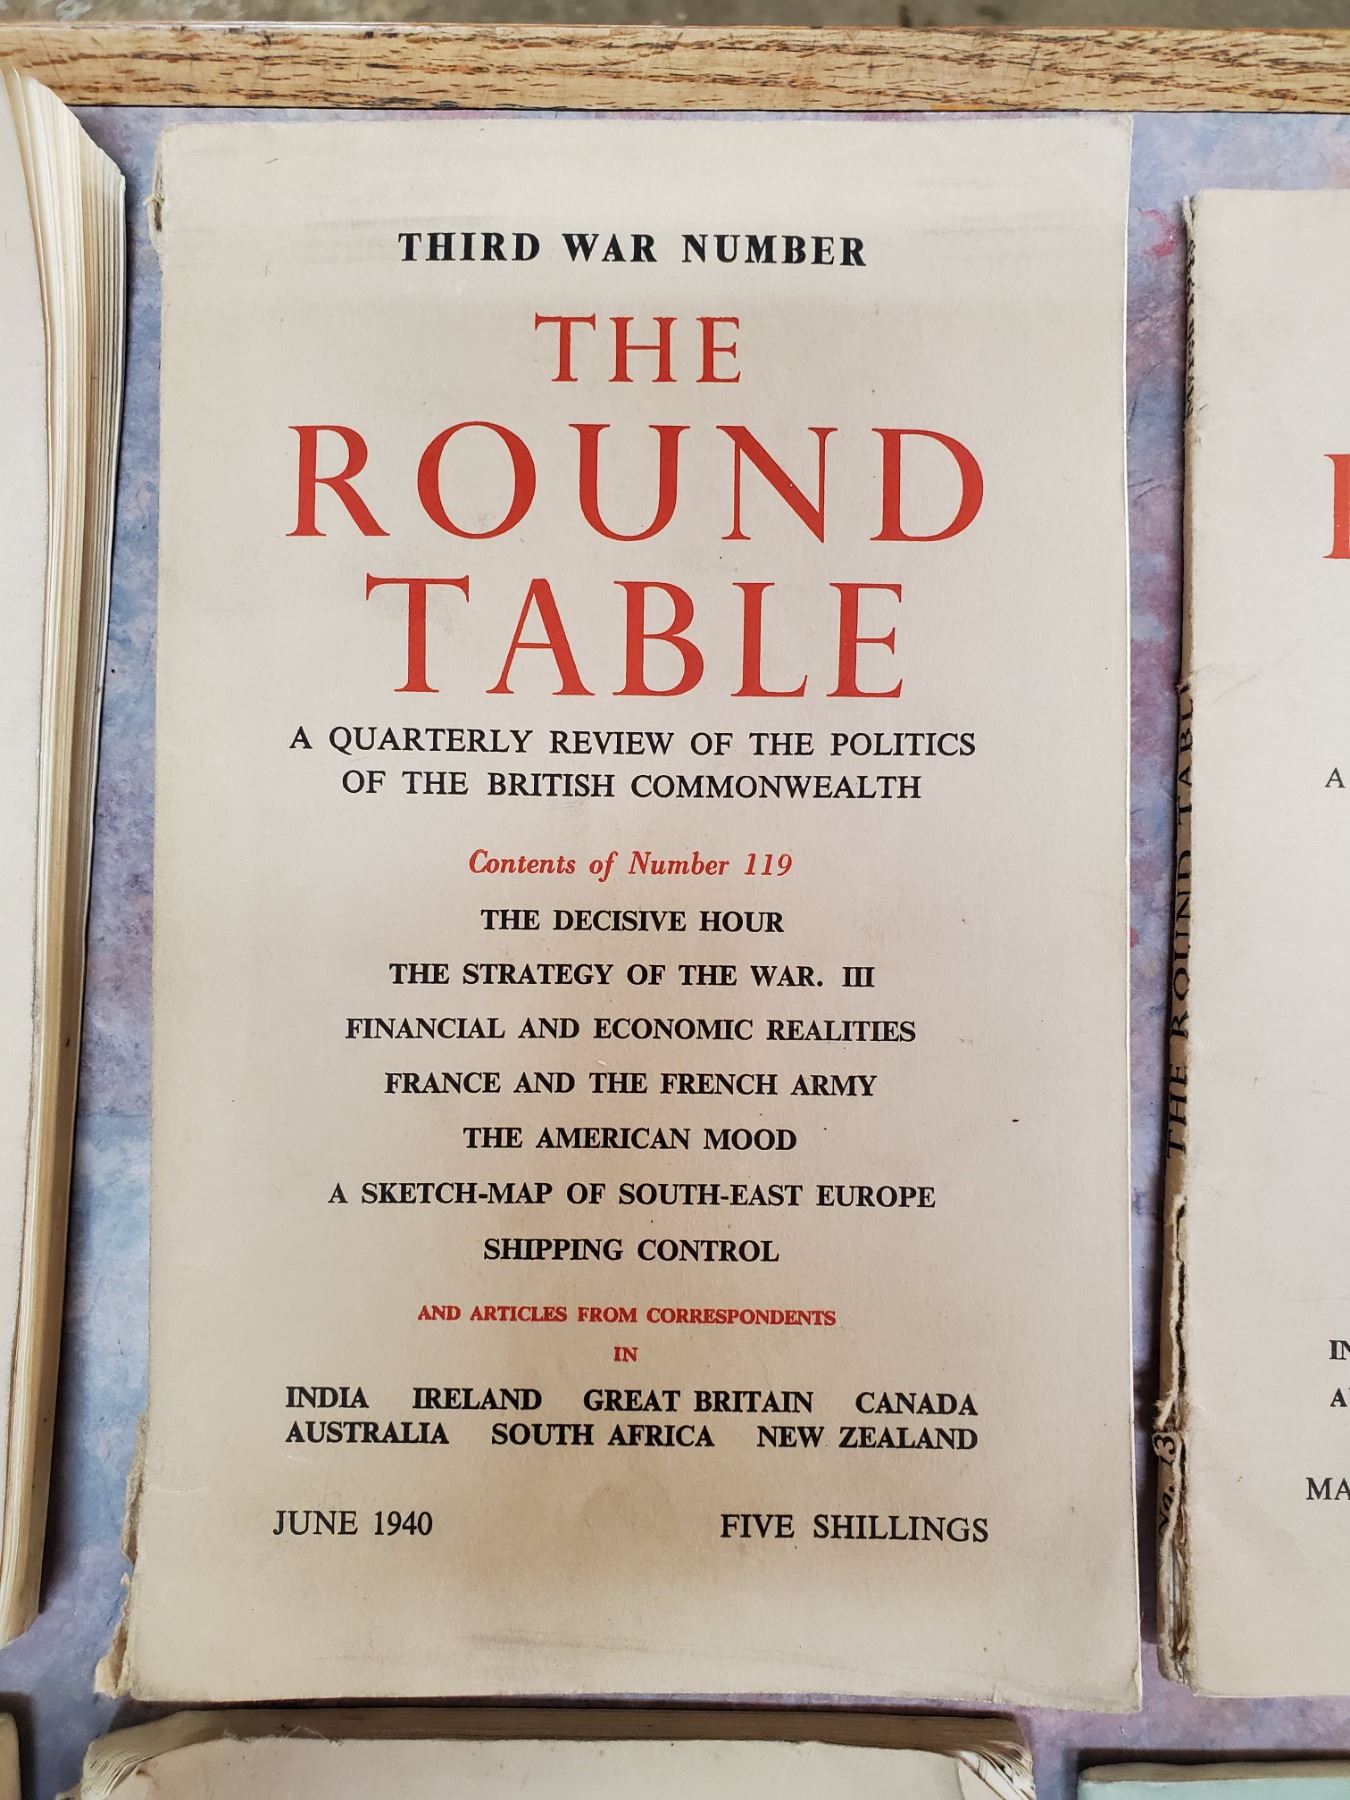 THIRD WAR NUMBER
THE
ROUND
TABLE
A QUARTERLY REVIEW OF THE POLITICS
OF THE BRITISH COMMONWEALTH
Contents of Number 119
THE DECISIVE HOUR
THE STRATEGY OF THE WAR. III
FINANCIAL AND ECONOMIC REALITIES
FRANCE AND THE FRENCH ARMY
THE AMERICAN MOOD
A SKETCH-MAP OF SOUTH-EAST EUROPE
SHIPPING CONTROL
AND ARTICLES FROM CORRESPONDENTS
IN
INDIA IRELAND GREAT BRITAIN CANADA
AUSTRALIA SOUTH AFRICA NEW ZEALAND
JUNE 1940 FIVE SHILLINGS
THE ROUND TABLE
A